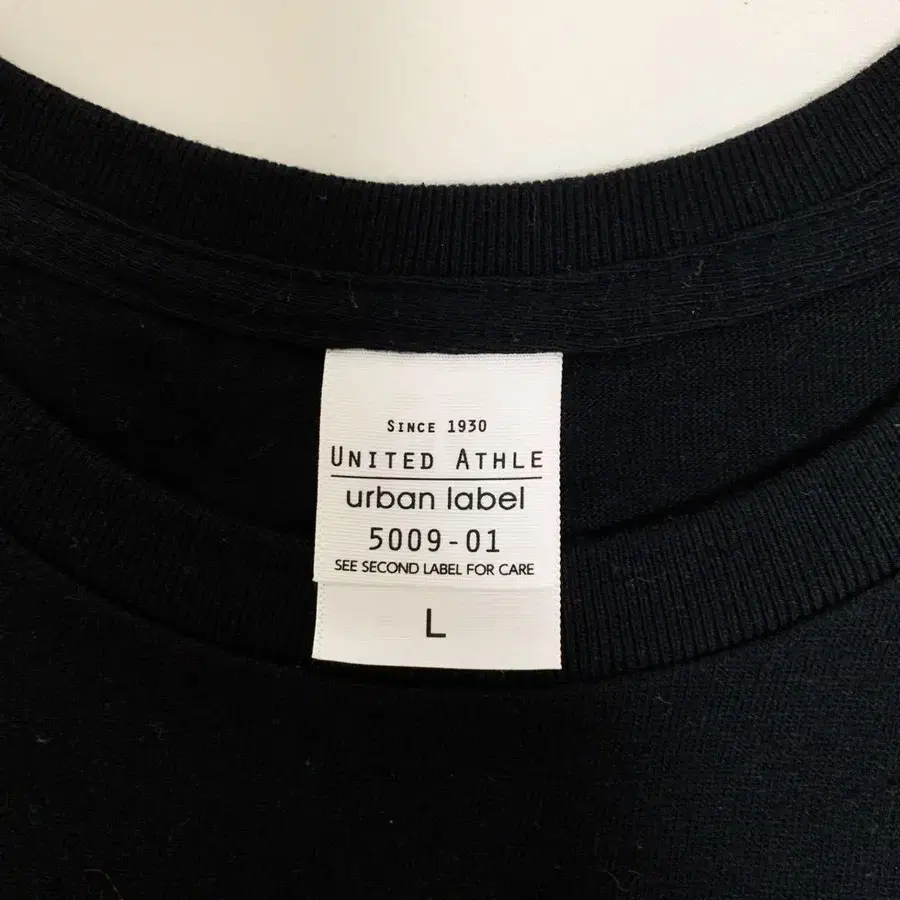 SINCE 1930
UNITED ATHLE
urban label
5009-01
SEE SECOND LABEL FOR CARE
L